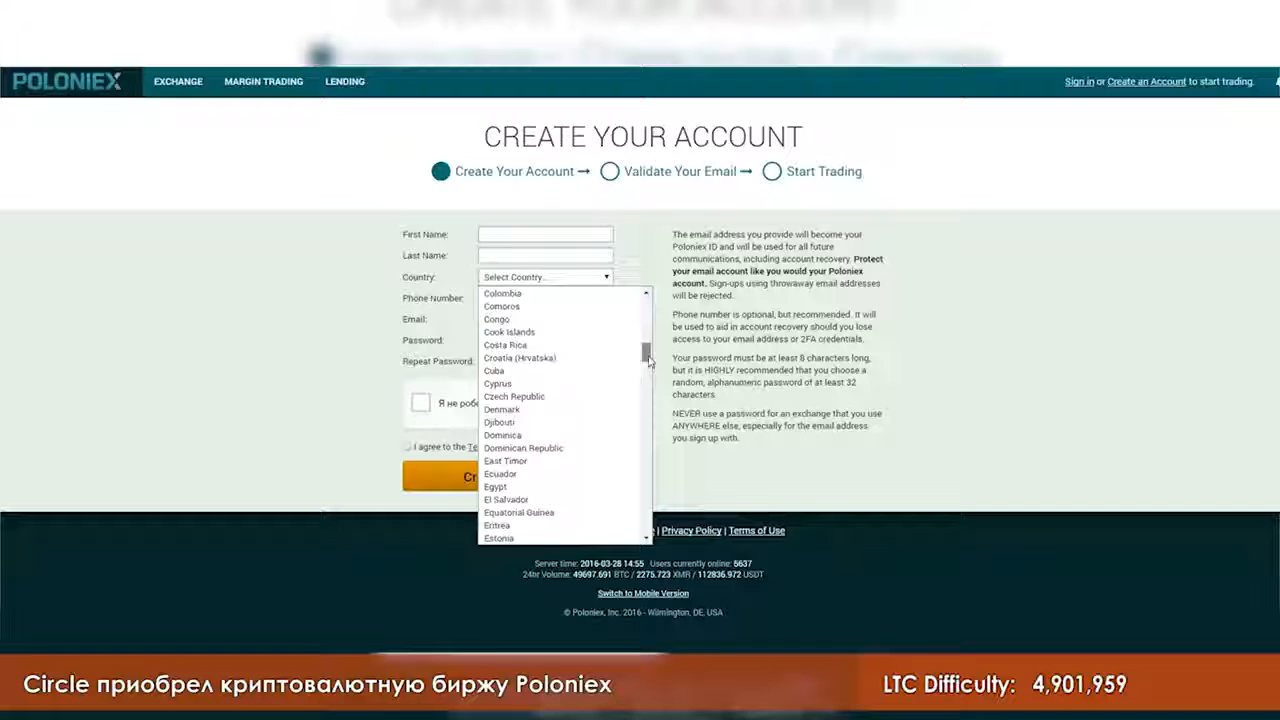 POLONIEX
EXCHANGE
MARGIN TRADING
LENDING
Sign in or Create an Account to start trading.
CREATE YOUR ACCOUNT
Create Your Account → Validate Your Email → Start Trading
First Name:
Last Name:
Country:
Select Country...
Phone Number:
Email:
Password:
Repeat Password:
Colombia
Comoros
Congo
Cook Islands
Costa Rica
Croatia (Hrvatska)
Cuba
Cyprus
Czech Republic
Denmark
Djibouti
Dominica
Dominican Republic
East Timor
Ecuador
Egypt
El Salvador
Equatorial Guinea
Eritrea
Estonia
Я не
I agree to the
The email address you provide will become your
Poloniex ID and will be used for all future
communications, including account recovery. Protect
your email account like you would your Poloniex
account. Sign-ups using throwaway email addresses
will be rejected.
Phone number is optional, but recommended. It will
be used to aid in account recovery should you lose
access to your email address or 2FA credentials.
Your password must be at least 8 characters long,
but it is HIGHLY recommended that you choose a
random, alphanumeric password of at least 32
characters.
NEVER use a password for an exchange that you use
ANYWHERE else, especially for the email address
you sign up with.
| Privacy Policy | Terms of Use
Server time: 2016-03-28 14:55 Users currently online: 5637
24hr Volume: 49697.691 BTC / 2275.723 XMR / 112836.972 USDT
Switch to Mobile Version
© Poloniex, Inc. 2016 - Wilmington, DE, USA
Circle приобрел криптовалютную биржу Poloniex
LTC Difficulty: 4,901,959